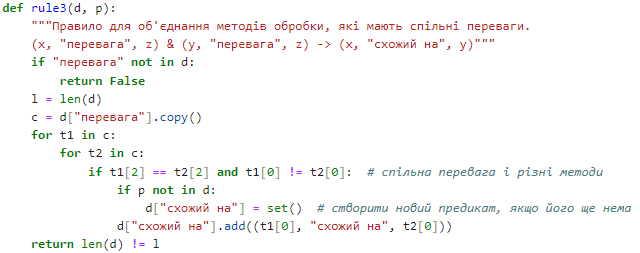 def rule3(d, p):
    """Правило для об'єднання методів обробки, які мають спільні переваги.
    (x, "перевага", z) & (y, "перевага", z) -> (x, "схожий на", y)"""
    if "перевага" not in d:
        return False
    l = len(d)
    c = d["перевага"].copy()
    for t1 in c:
        for t2 in c:
            if t1[2] == t2[2] and t1[0] != t2[0]:  # спільна перевага і різні методи
                if p not in d:
                    d["схожий на"] = set()  # створити новий предикат, якщо його ще нема
                d["схожий на"].add((t1[0], "схожий на", t2[0]))
    return len(d) != l